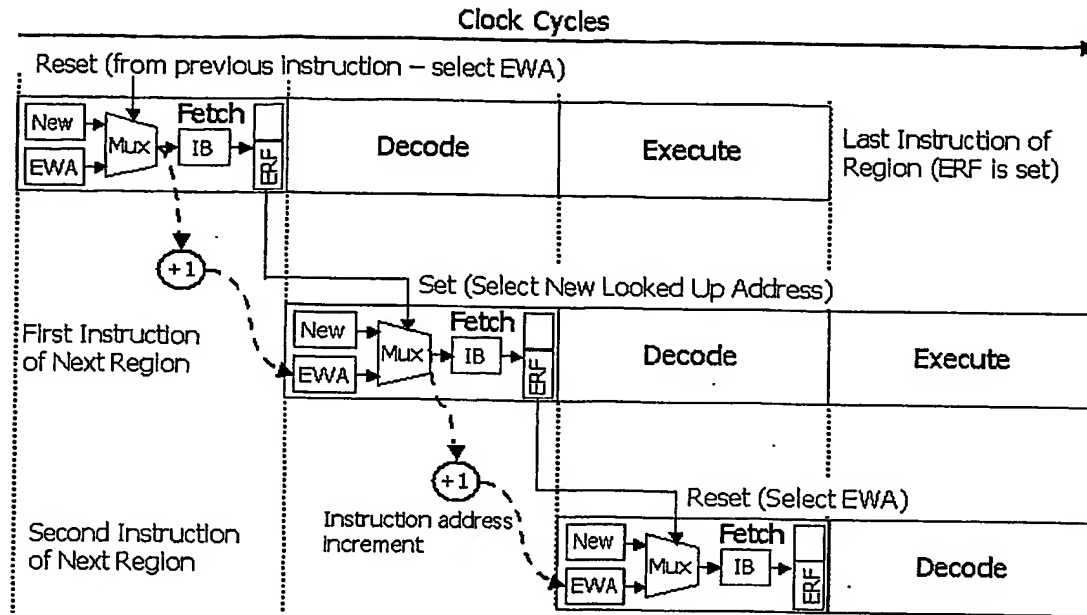 Clock Cycles
Reset (from previous instruction – select EWA)
New
EWA
Mux
Fetch
IB
ERF
Decode
Execute
Last Instruction of
Region (ERF is set)
+1
Set (Select New Looked Up Address)
First Instruction
of Next Region
New
EWA
Mux
Fetch
IB
ERF
Decode
Execute
+1
Instruction address
increment
Reset (Select EWA)
Second Instruction
of Next Region
New
EWA
Mux
Fetch
IB
ERF
Decode